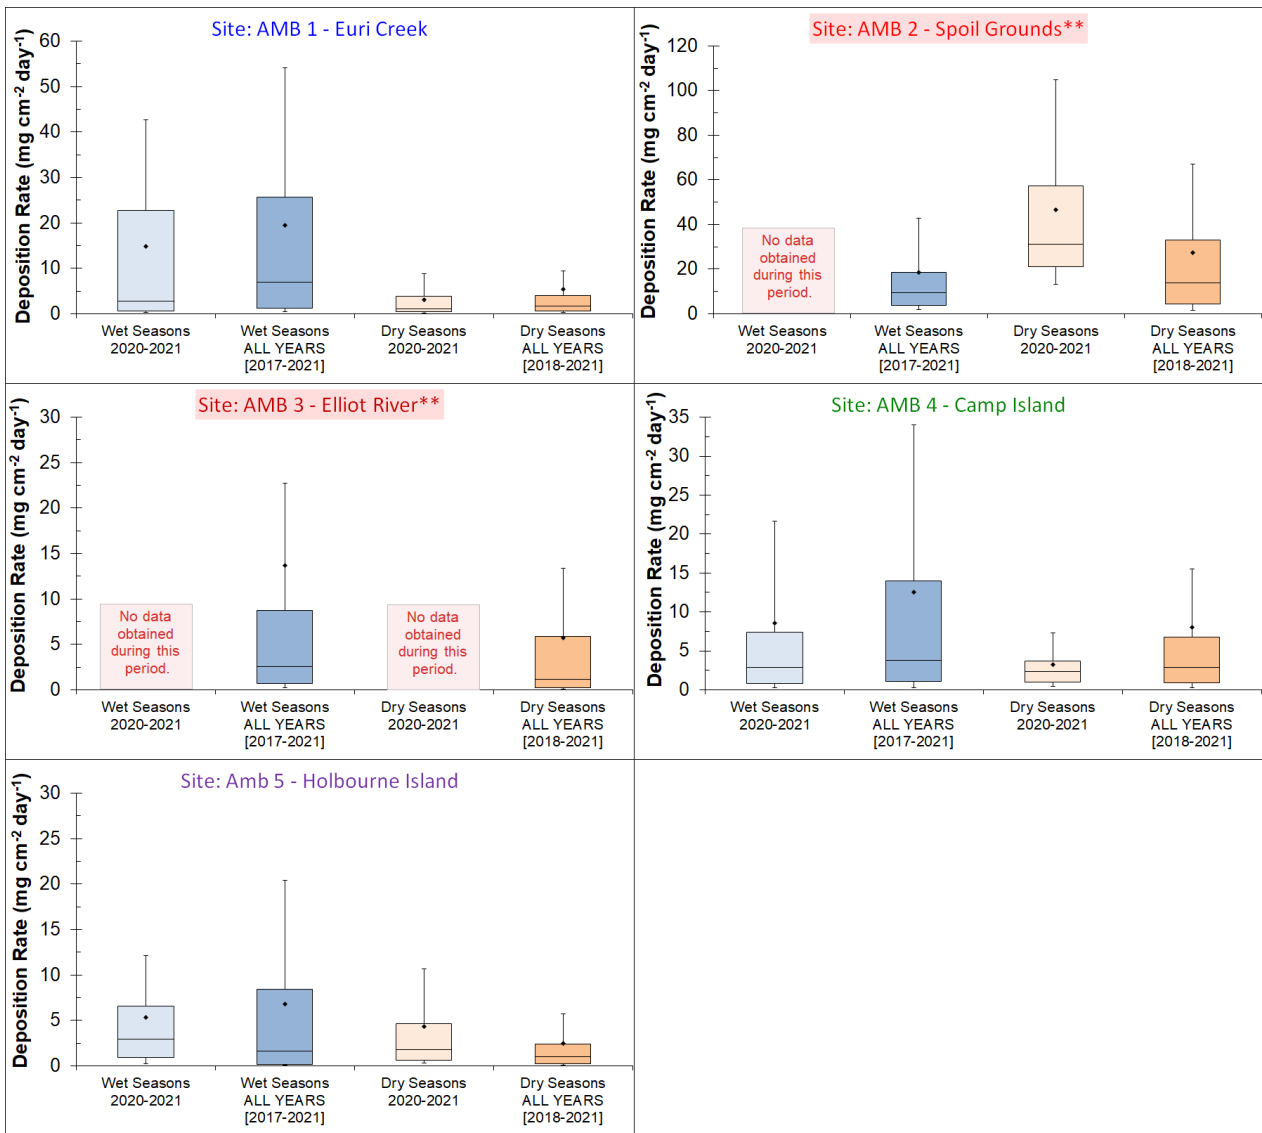 Site: AMB 1 - Euri Creek
Deposition Rate (mg cm-2 day-1)
60
50
40
30
20
10
0
Wet Seasons
2020-2021
Wet Seasons
ALL YEARS
[2017-2021]
Dry Seasons
2020-2021
Dry Seasons
ALL YEARS
[2018-2021]
Site: AMB 2 - Spoil Grounds**
Deposition Rate (mg cm-2 day-1)
120
100
80
60
40
20
0
No data
obtained
during this
period.
Wet Seasons
2020-2021
Wet Seasons
ALL YEARS
[2017-2021]
Dry Seasons
2020-2021
Dry Seasons
ALL YEARS
[2018-2021]
Site: AMB 3 - Elliot River**
Deposition Rate (mg cm-2 day-1)
30
25
20
15
10
5
0
No data
obtained
during this
period.
No data
obtained
during this
period.
Wet Seasons
2020-2021
Wet Seasons
ALL YEARS
[2017-2021]
Dry Seasons
2020-2021
Dry Seasons
ALL YEARS
[2018-2021]
Site: AMB 4 - Camp Island
Deposition Rate (mg cm-2 day-1)
35
30
25
20
15
10
5
0
Wet Seasons
2020-2021
Wet Seasons
ALL YEARS
[2017-2021]
Dry Seasons
2020-2021
Dry Seasons
ALL YEARS
[2018-2021]
Site: Amb 5 - Holbourne Island
Deposition Rate (mg cm-2 day-1)
30
25
20
15
10
5
0
Wet Seasons
2020-2021
Wet Seasons
ALL YEARS
[2017-2021]
Dry Seasons
2020-2021
Dry Seasons
ALL YEARS
[2018-2021]